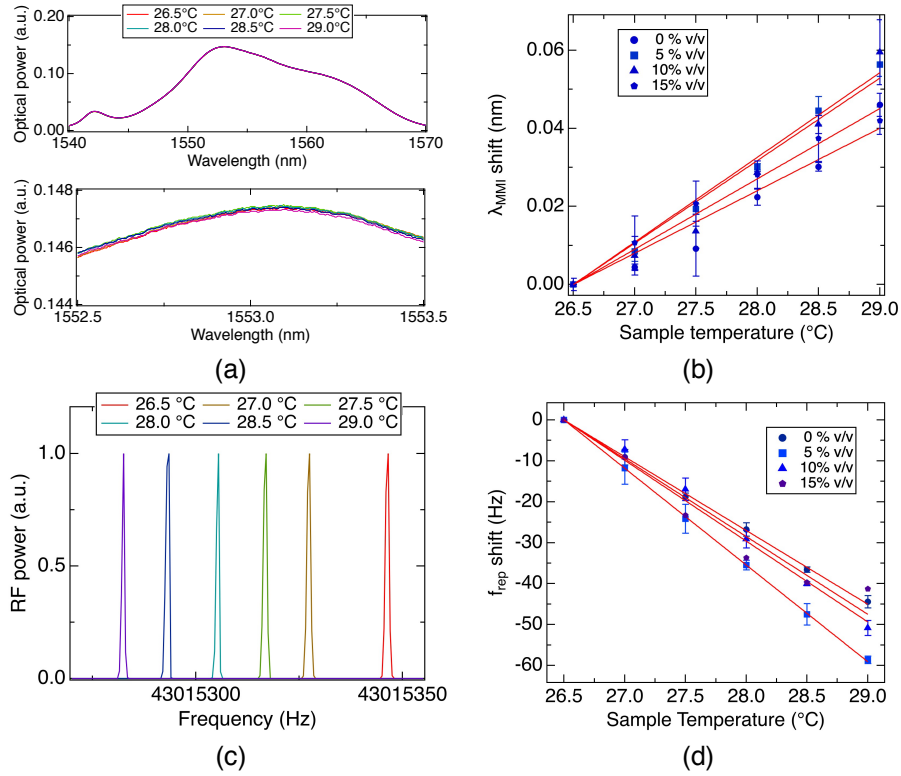 26.5°C 27.0°C 27.5°C
28.0°C 28.5°C 29.0°C
Optical power (a.u.)
0.20
0.10
0.00
1540 1550 1560 1570
Wavelength (nm)
Optical power (a.u.)
0.148
0.146
0.144
1552.5 1553.0 1553.5
Wavelength (nm)
(a)
0 % v/v
5 % v/v
10% v/v
15% v/v
λMMI shift (nm)
0.06
0.04
0.02
0.00
26.5 27.0 27.5 28.0 28.5 29.0
Sample temperature (°C)
(b)
26.5 °C 27.0 °C 27.5 °C
28.0 °C 28.5 °C 29.0 °C
RF power (a.u.)
1.0
0.5
0.0
43015300 43015350
Frequency (Hz)
(c)
0 % v/v
5 % v/v
10% v/v
15% v/v
frep shift (Hz)
0
-10
-20
-30
-40
-50
-60
26.5 27.0 27.5 28.0 28.5 29.0
Sample Temperature (°C)
(d)